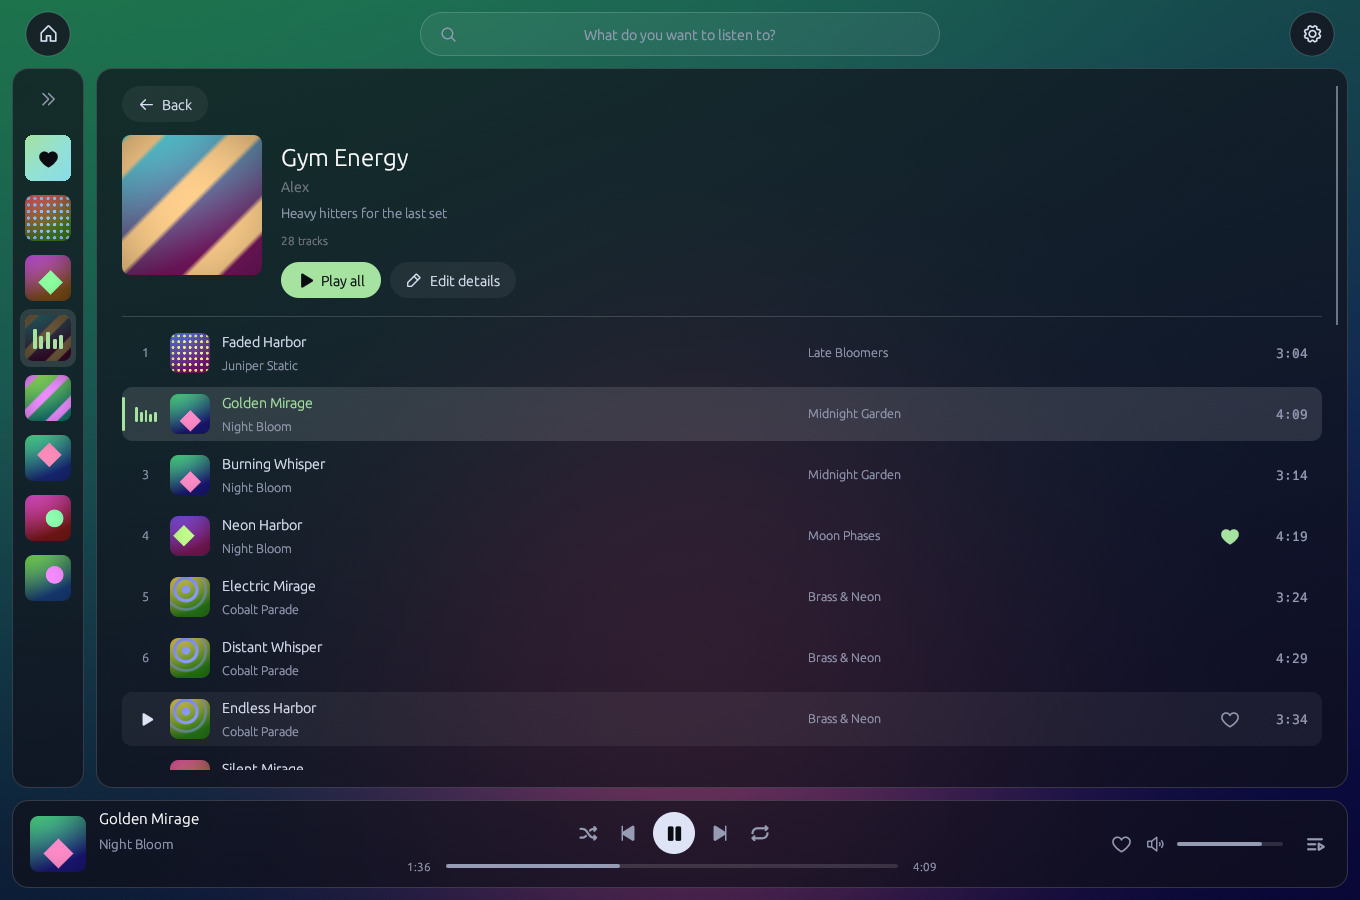 What do you want to listen to?
Back
Gym Energy
Alex
Heavy hitters for the last set
28 tracks
Play all
Edit details
1
Faded Harbor
Juniper Static
Late Bloomers
3:04
Golden Mirage
Night Bloom
Midnight Garden
4:09
3
Burning Whisper
Night Bloom
Midnight Garden
3:14
4
Neon Harbor
Night Bloom
Moon Phases
4:19
5
Electric Mirage
Cobalt Parade
Brass & Neon
3:24
6
Distant Whisper
Cobalt Parade
Brass & Neon
4:29
Endless Harbor
Cobalt Parade
Brass & Neon
3:34
Silent Mirage
Golden Mirage
Night Bloom
1:36
4:09